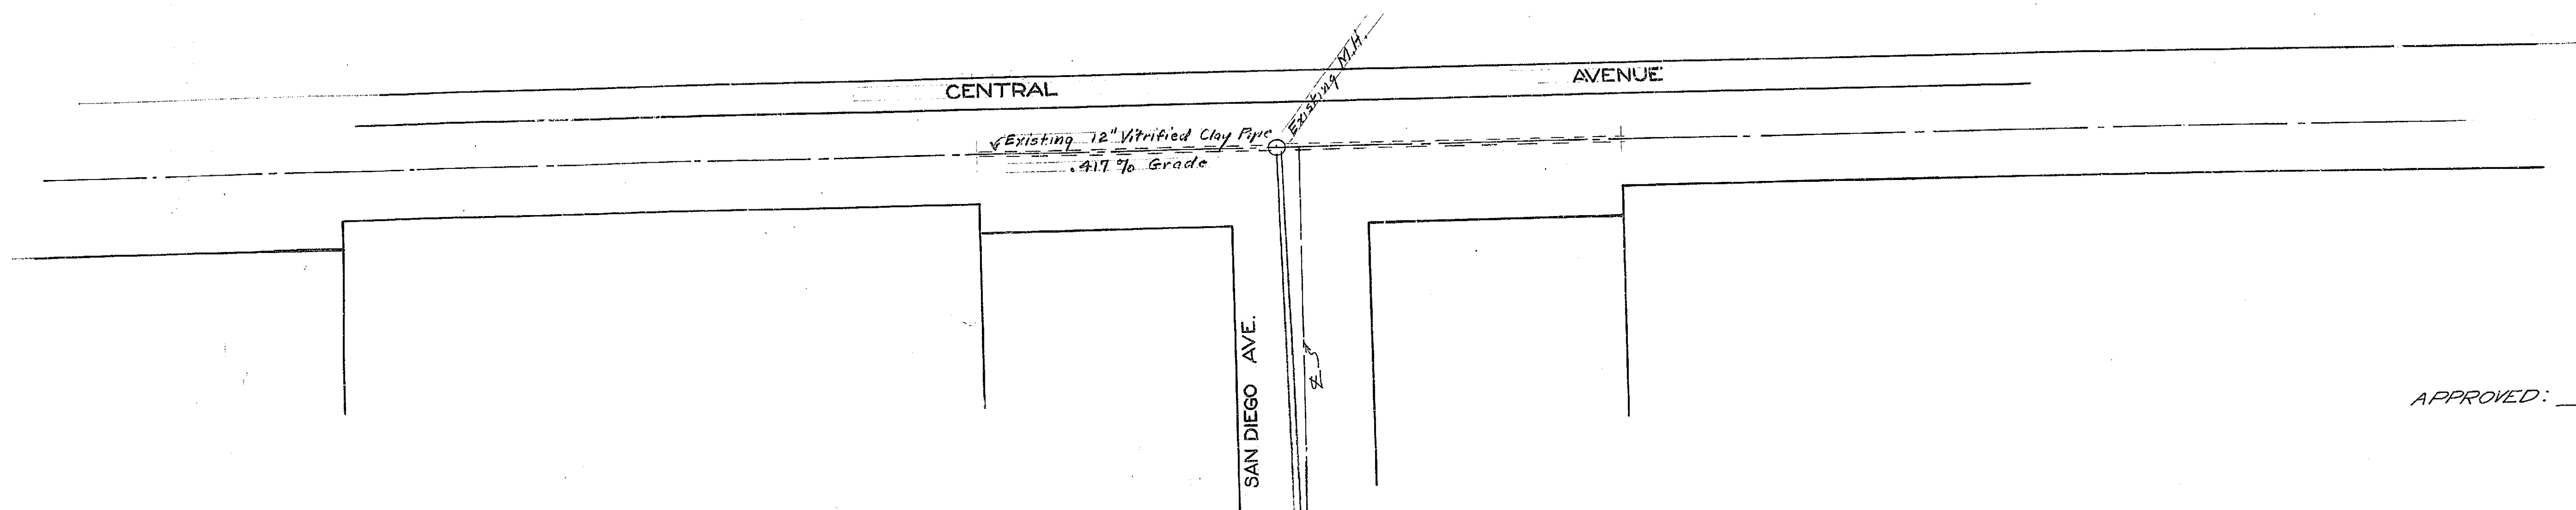 CENTRAL AVENUE
Existing M.H.
Existing 12" Vitrified Clay Pipe
.417 % Grade
SAN DIEGO AVE.
APPROVED: